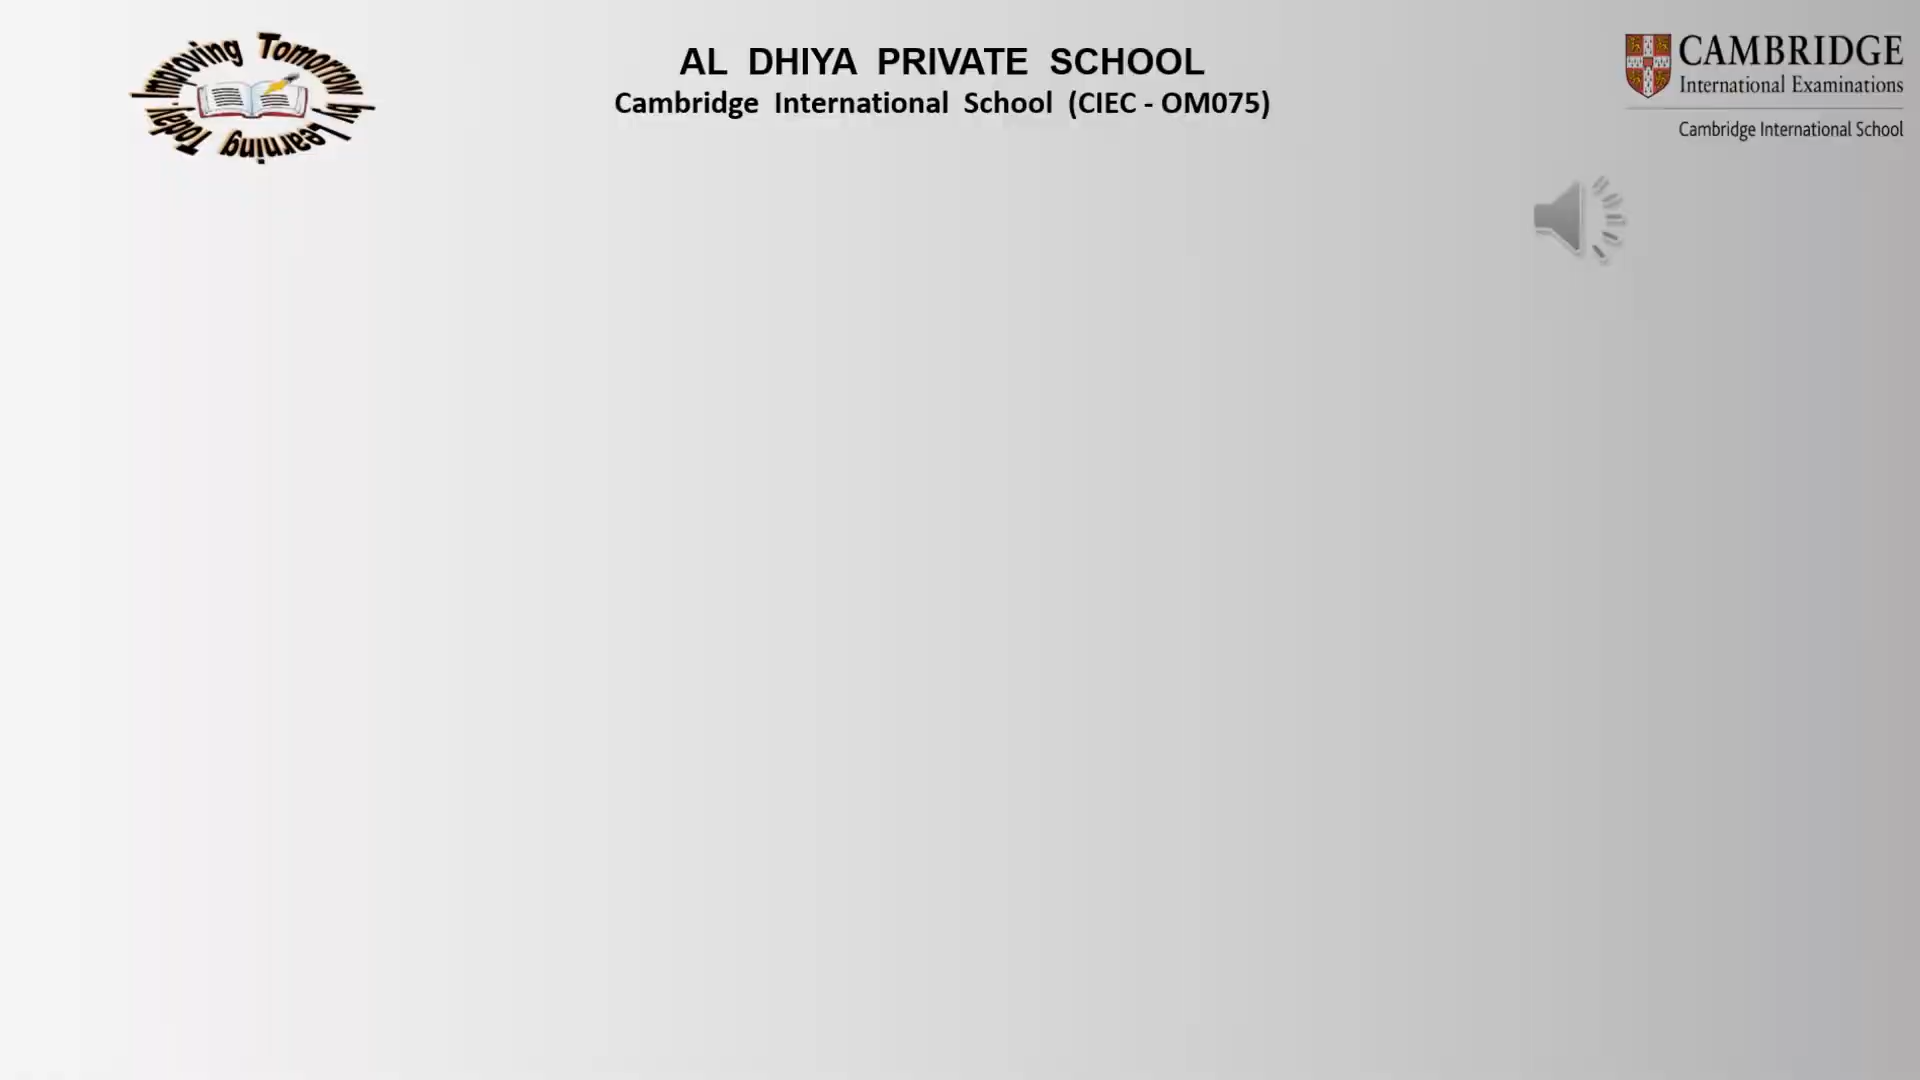 Improving Tomorrow by Learning Today.
AL DHIYA PRIVATE SCHOOL
Cambridge International School (CIEC - OM075)
CAMBRIDGE
International Examinations
Cambridge International School